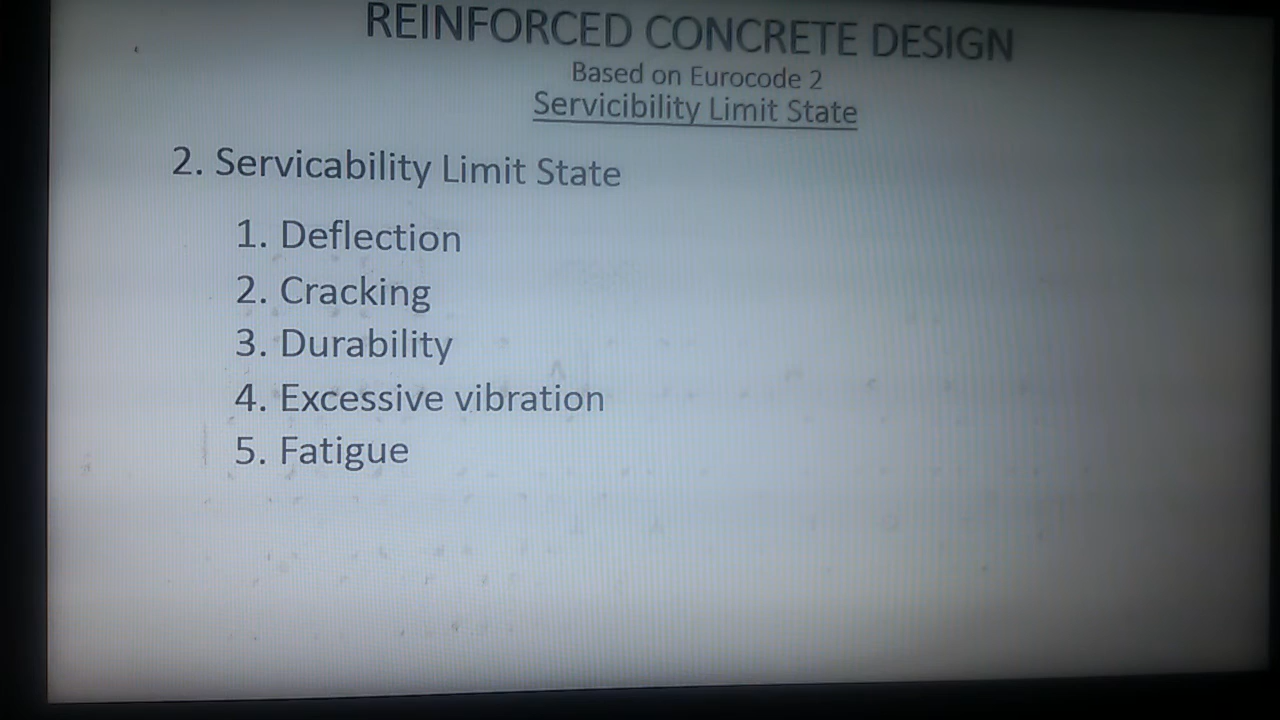 REINFORCED CONCRETE DESIGN
Based on Eurocode 2
Servicibility Limit State
2. Servicability Limit State
1. Deflection
2. Cracking
3. Durability
4. Excessive vibration
5. Fatigue